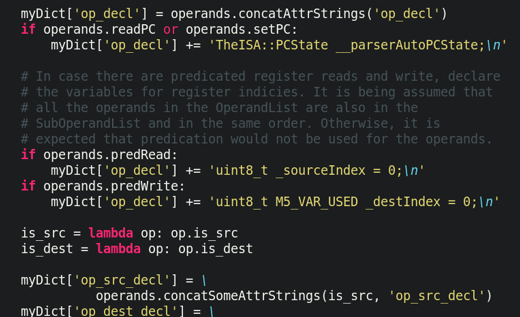 myDict['op_decl'] = operands.concatAttrStrings('op_decl')
if operands.readPC or operands.setPC:
    myDict['op_decl'] += 'TheISA::PCState __parserAutoPCState;\n'

# In case there are predicated register reads and write, declare
# the variables for register indicies. It is being assumed that
# all the operands in the OperandList are also in the
# SubOperandList and in the same order. Otherwise, it is
# expected that predication would not be used for the operands.
if operands.predRead:
    myDict['op_decl'] += 'uint8_t _sourceIndex = 0;\n'
if operands.predWrite:
    myDict['op_decl'] += 'uint8_t M5_VAR_USED _destIndex = 0;\n'

is_src = lambda op: op.is_src
is_dest = lambda op: op.is_dest

myDict['op_src_decl'] = \
          operands.concatSomeAttrStrings(is_src, 'op_src_decl')
myDict['op_dest_decl'] = \